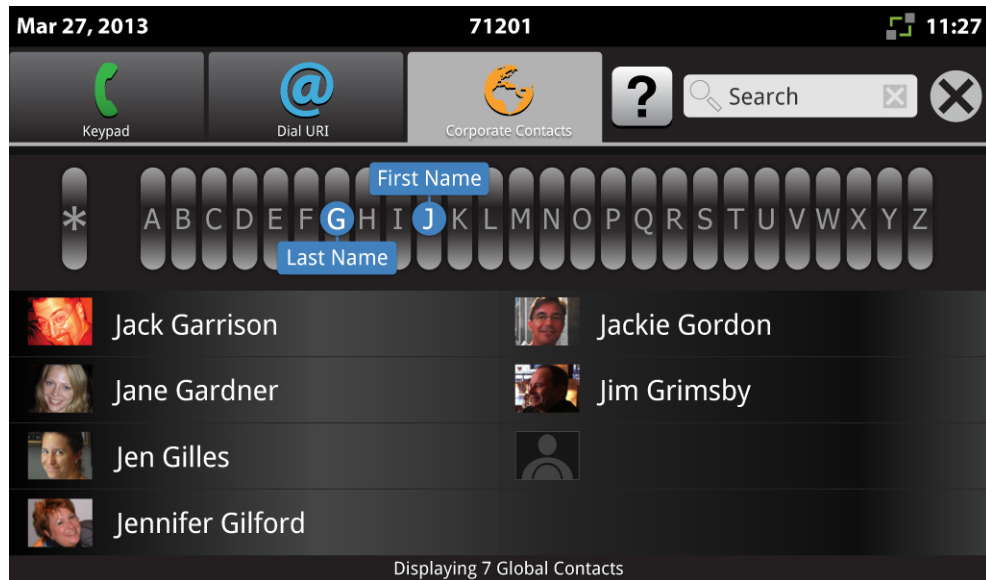 Mar 27, 2013 71201 11:27
? Search
Keypad Dial URI Corporate Contacts
First Name
* A B C D E F G H I J K L M N O P Q R S T U V W X Y Z
Last Name
Jack Garrison Jackie Gordon
Jane Gardner Jim Grimsby
Jen Gilles
Jennifer Gilford
Displaying 7 Global Contacts